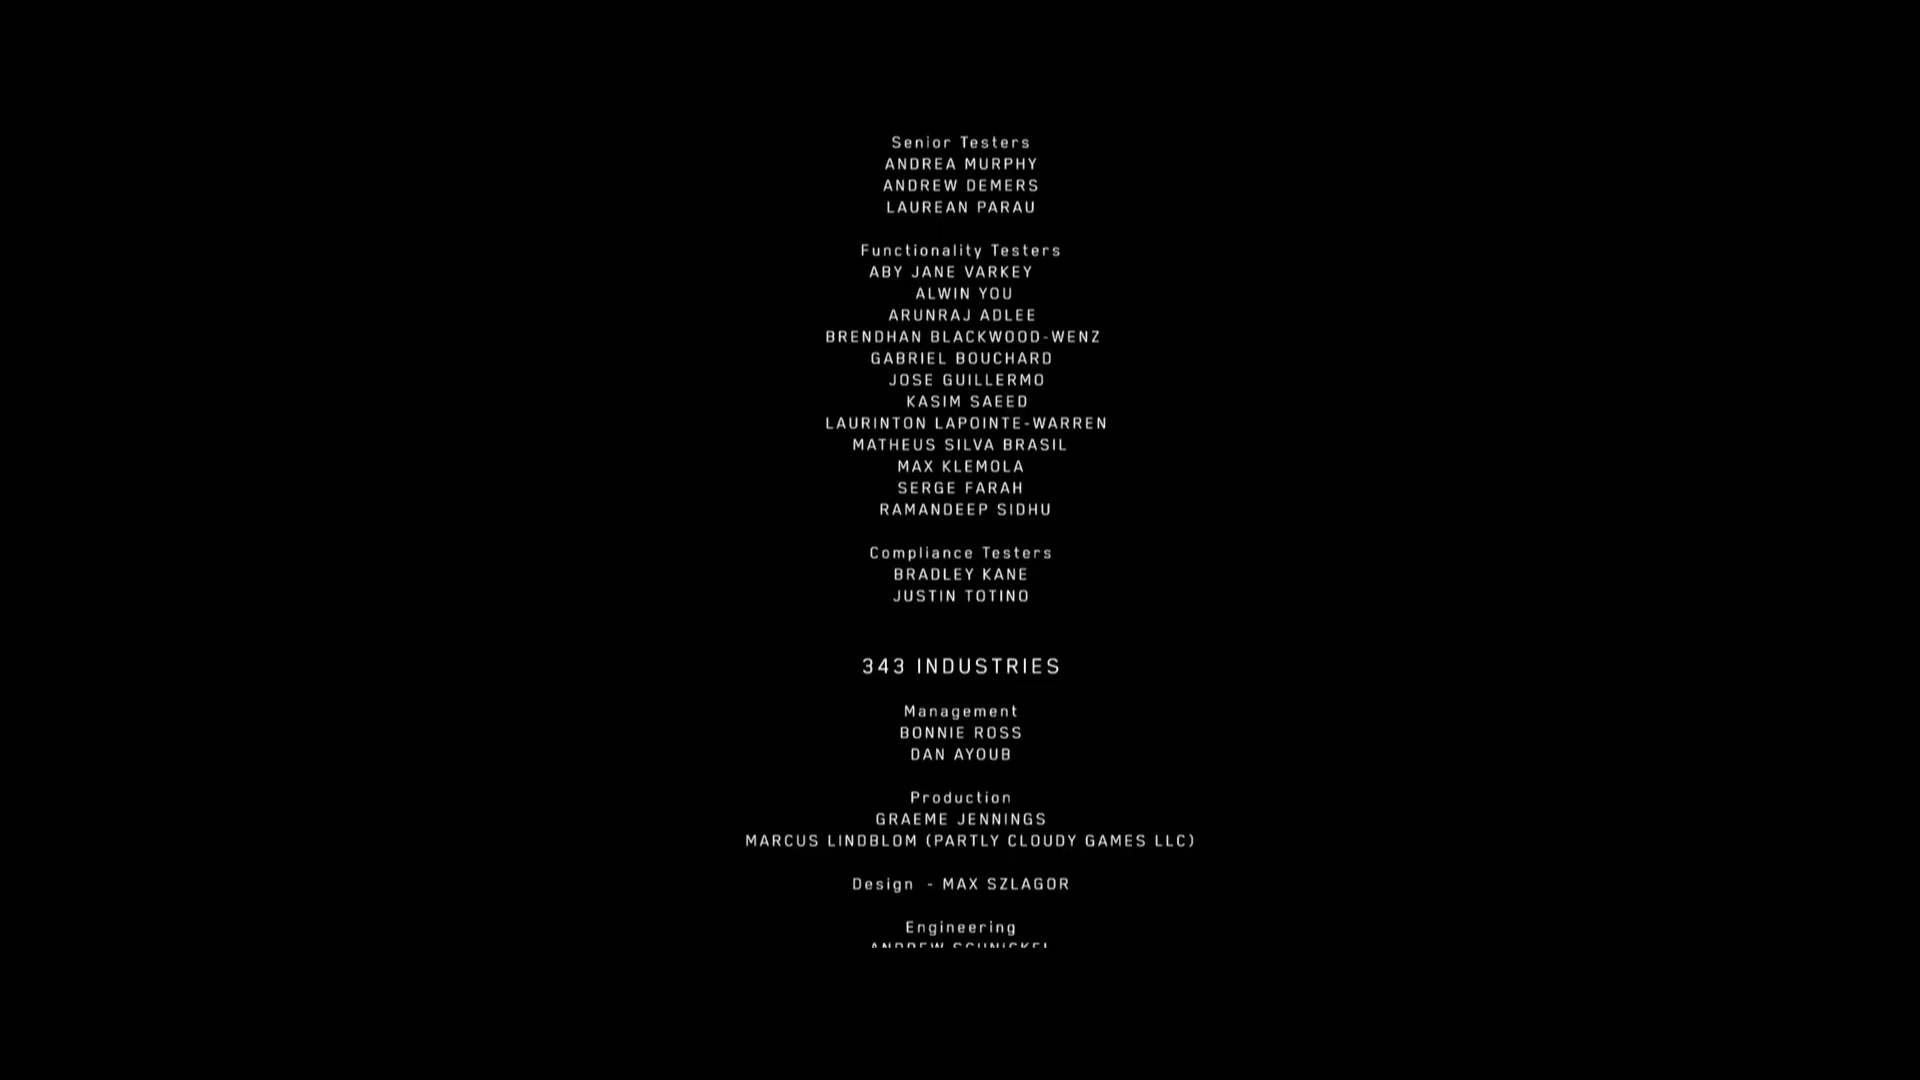 Senior Testers
ANDREA MURPHY
ANDREW DEMERS
LAUREAN PARAU
Functionality Testers
ABY JANE VARKEY
ALWIN YOU
ARUNRAJ ADLEE
BRENDHAN BLACKWOOD-WENZ
GABRIEL BOUCHARD
JOSE GUILLERMO
KASIM SAEED
LAURINTON LAPOINTE-WARREN
MATHEUS SILVA BRASIL
MAX KLEMOLA
SERGE FARAH
RAMANDEEP SIDHU
Compliance Testers
BRADLEY KANE
JUSTIN TOTINO
343 INDUSTRIES
Management
BONNIE ROSS
DAN AYOUB
Production
GRAEME JENNINGS
MARCUS LINDBLOM (PARTLY CLOUDY GAMES LLC)
Design - MAX SZLAGOR
Engineering
ANDREW